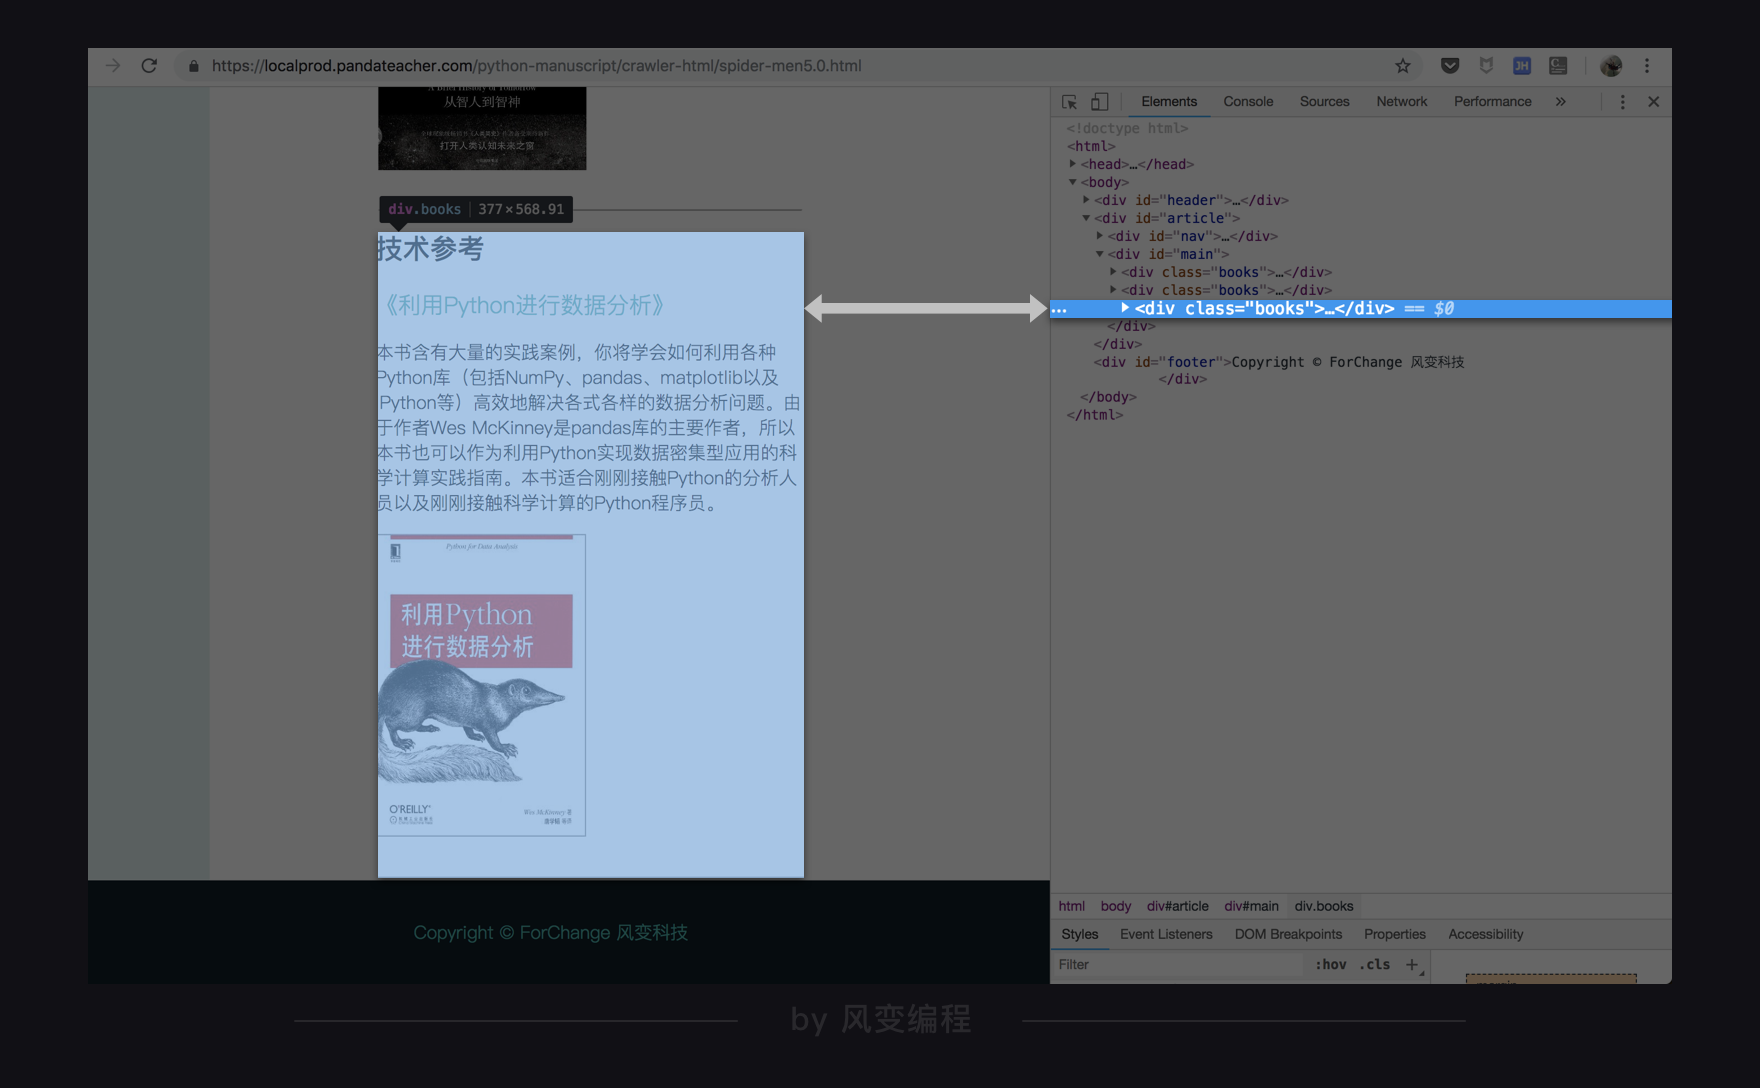 https://localprod.pandateacher.com/python-manuscript/crawler-html/spider-men5.0.html
JH
A Brief History of Tomorrow
从智人到智神
打开人类认知未来之窗
div.books 377×568.91
技术参考
《利用Python进行数据分析》
本书含有大量的实践案例，你将学会如何利用各种
Python库（包括NumPy、pandas、matplotlib以及
IPython等）高效地解决各式各样的数据分析问题。由
于作者Wes McKinney是pandas库的主要作者，所以
本书也可以作为利用Python实现数据密集型应用的科
学计算实践指南。本书适合刚刚接触Python的分析人
员以及刚刚接触科学计算的Python程序员。
Python for Data Analysis
利用Python
进行数据分析
O'REILLY
Wes McKinney 著
Copyright © ForChange 风变科技
Elements Console Sources Network Performance »
<!doctype html>
<html>
<head>…</head>
<body>
<div id="header">…</div>
<div id="article">
<div id="nav">…</div>
<div id="main">
<div class="books">…</div>
<div class="books">…</div>
… <div class="books">…</div> == $0
</div>
</div>
<div id="footer">Copyright © ForChange 风变科技
</div>
</body>
</html>
html body div#article div#main div.books
Styles Event Listeners DOM Breakpoints Properties Accessibility
Filter :hov .cls +
margin
by 风变编程